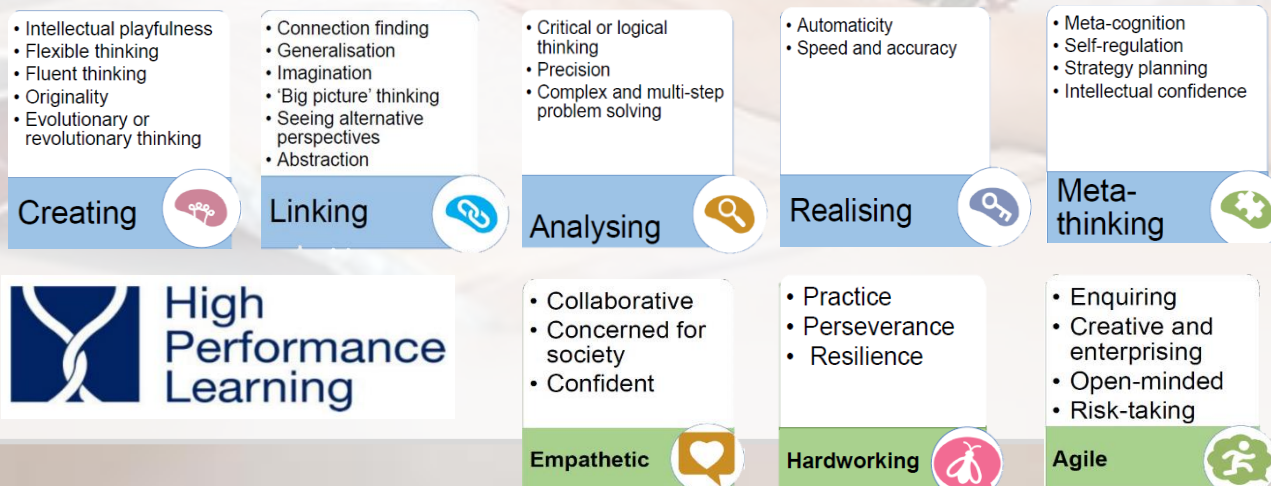 • Intellectual playfulness
• Flexible thinking
• Fluent thinking
• Originality
• Evolutionary or
revolutionary thinking
Creating
• Connection finding
• Generalisation
• Imagination
• ‘Big picture’ thinking
• Seeing alternative
perspectives
• Abstraction
Linking
• Critical or logical
thinking
• Precision
• Complex and multi-step
problem solving
Analysing
• Automaticity
• Speed and accuracy
Realising
• Meta-cognition
• Self-regulation
• Strategy planning
• Intellectual confidence
Meta-
thinking
High
Performance
Learning
• Collaborative
• Concerned for
society
• Confident
Empathetic
• Practice
• Perseverance
• Resilience
Hardworking
• Enquiring
• Creative and
enterprising
• Open-minded
• Risk-taking
Agile